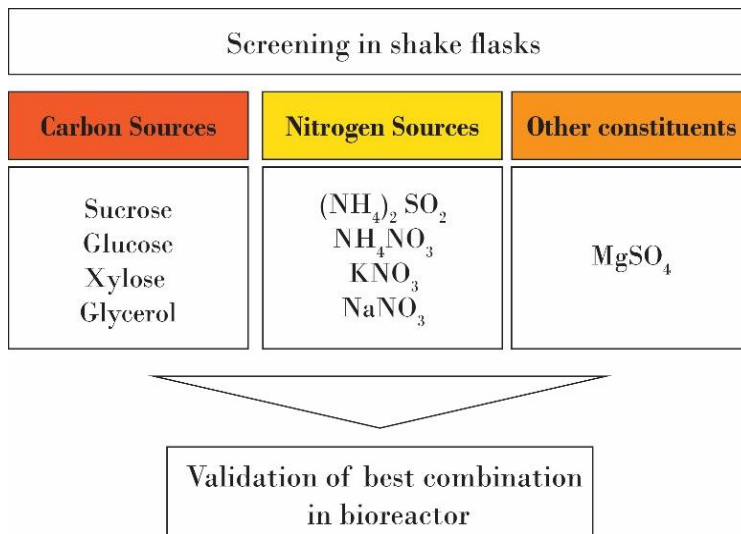 Screening in shake flasks
Carbon Sources
Sucrose
Glucose
Xylose
Glycerol
Nitrogen Sources
(NH₄)₂ SO₂
NH₄NO₃
KNO₃
NaNO₃
Other constituents
MgSO₄
Validation of best combination
in bioreactor